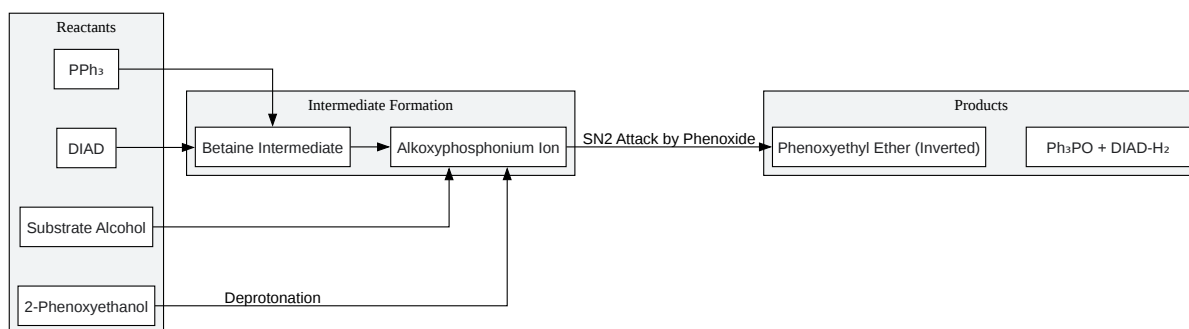 Reactants
PPh₃
DIAD
Substrate Alcohol
2-Phenoxyethanol
Deprotonation
Intermediate Formation
Betaine Intermediate
Alkoxyphosphonium Ion
SN2 Attack by Phenoxide
Products
Phenoxyethyl Ether (Inverted)
Ph₃PO + DIAD-H₂